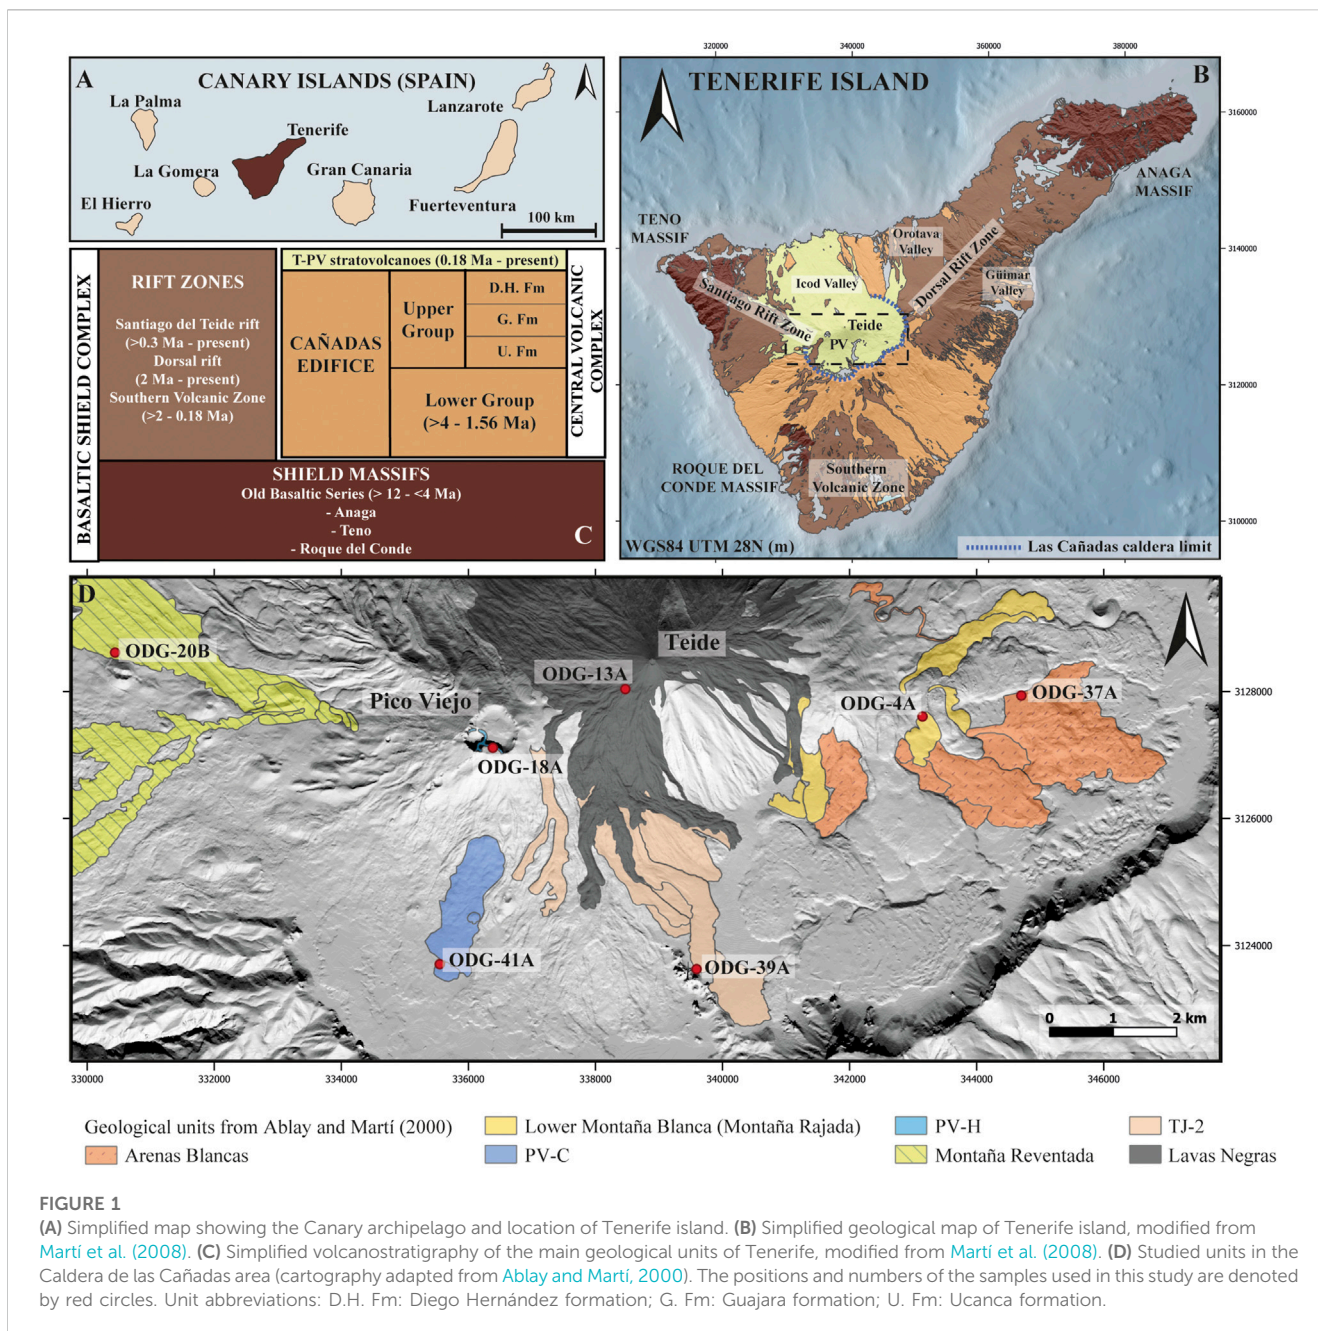 A
CANARY ISLANDS (SPAIN)
La Palma
Lanzarote
Tenerife
La Gomera
Gran Canaria
El Hierro
Fuerteventura
100 km
BASALTIC SHIELD COMPLEX
RIFT ZONES
Santiago del Teide rift
(>0.3 Ma - present)
Dorsal rift
(2 Ma - present)
Southern Volcanic Zone
(>2 - 0.18 Ma)
T-PV stratovolcanoes (0.18 Ma - present)
CAÑADAS
EDIFICE
Upper
Group
D.H. Fm
G. Fm
U. Fm
Lower Group
(>4 - 1.56 Ma)
CENTRAL VOLCANIC
COMPLEX
SHIELD MASSIFS
Old Basaltic Series (> 12 - <4 Ma)
- Anaga
- Teno
- Roque del Conde
C
320000
340000
360000
380000
B
TENERIFE ISLAND
3160000
3140000
3120000
3100000
ANAGA
MASSIF
TENO
MASSIF
Orotava
Valley
Dorsal Rift Zone
Güimar
Valley
Icod Valley
Santiago Rift Zone
Teide
PV
ROQUE DEL
CONDE MASSIF
Southern
Volcanic Zone
WGS84 UTM 28N (m)
Las Cañadas caldera limit
D
ODG-20B
Teide
ODG-13A
Pico Viejo
ODG-18A
ODG-4A
ODG-37A
ODG-41A
ODG-39A
0 1 2 km
3128000
3126000
3124000
330000
332000
334000
336000
338000
340000
342000
344000
346000
Geological units from Ablay and Martí (2000)
Lower Montaña Blanca (Montaña Rajada)
PV-H
TJ-2
Arenas Blancas
PV-C
Montaña Reventada
Lavas Negras
FIGURE 1
(A) Simplified map showing the Canary archipelago and location of Tenerife island. (B) Simplified geological map of Tenerife island, modified from
Martí et al. (2008). (C) Simplified volcanostratigraphy of the main geological units of Tenerife, modified from Martí et al. (2008). (D) Studied units in the
Caldera de las Cañadas area (cartography adapted from Ablay and Martí, 2000). The positions and numbers of the samples used in this study are denoted
by red circles. Unit abbreviations: D.H. Fm: Diego Hernández formation; G. Fm: Guajara formation; U. Fm: Ucanca formation.